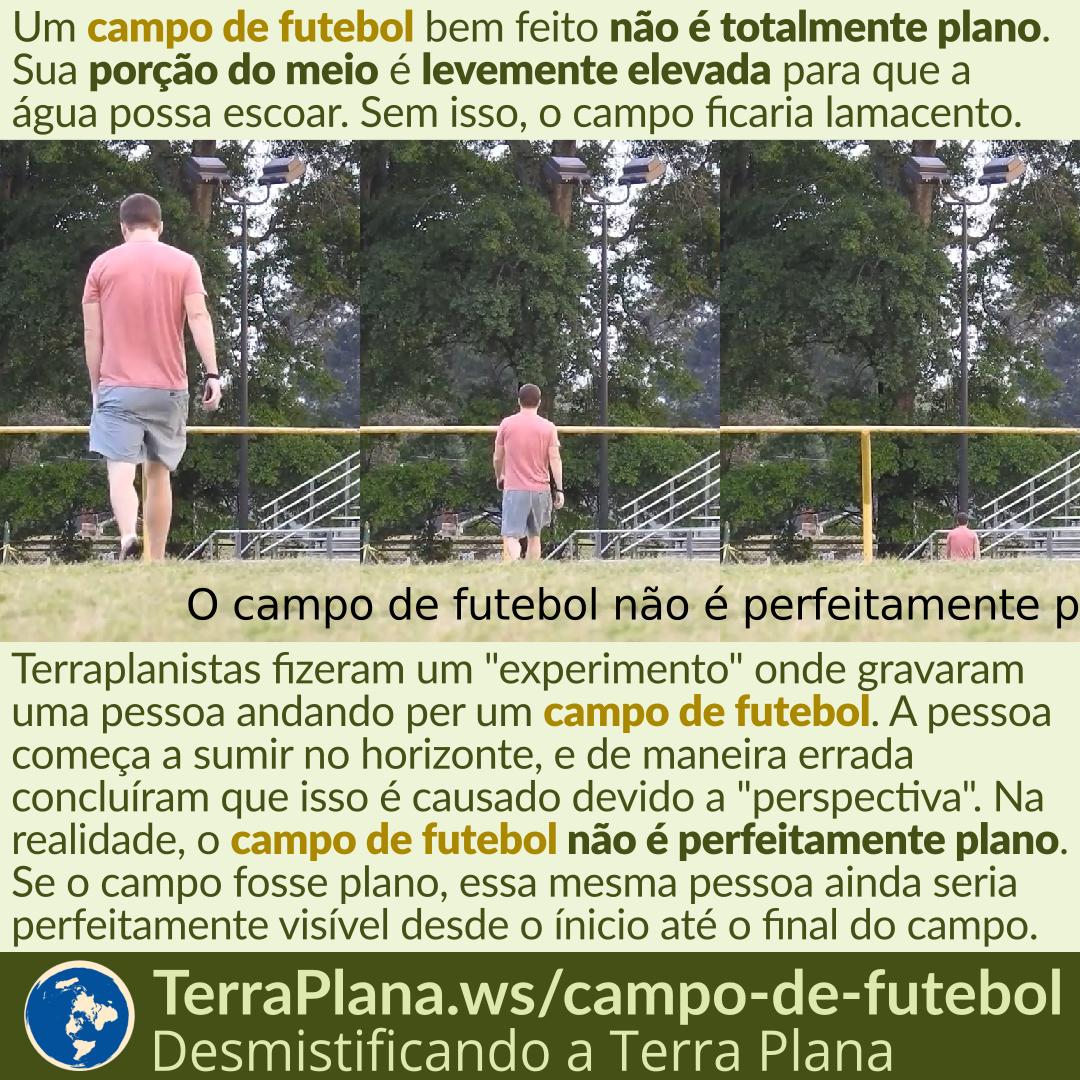 Um campo de futebol bem feito não é totalmente plano.
Sua porção do meio é levemente elevada para que a
água possa escoar. Sem isso, o campo ficaria lamacento.
O campo de futebol não é perfeitamente p
Terraplanistas fizeram um "experimento" onde gravaram
uma pessoa andando per um campo de futebol. A pessoa
começa a sumir no horizonte, e de maneira errada
concluíram que isso é causado devido a "perspectiva". Na
realidade, o campo de futebol não é perfeitamente plano.
Se o campo fosse plano, essa mesma pessoa ainda seria
perfeitamente visível desde o ínicio até o final do campo.
TerraPlana.ws/campo-de-futebol
Desmistificando a Terra Plana